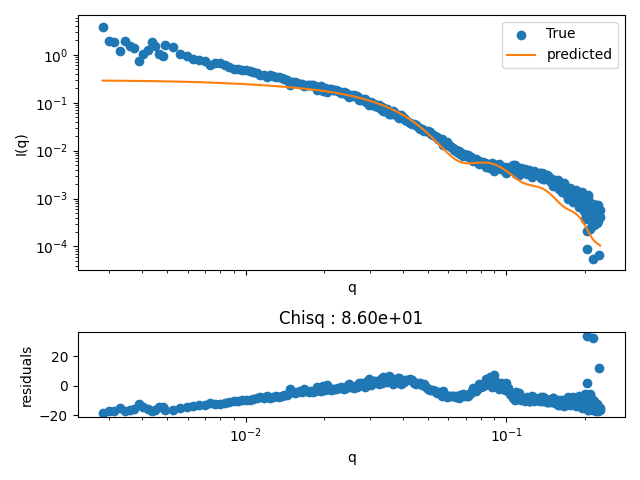 True
predicted
10⁰
10⁻¹
10⁻²
10⁻³
10⁻⁴
I(q)
q
Chisq : 8.60e+01
20
0
−20
residuals
10⁻²
10⁻¹
q